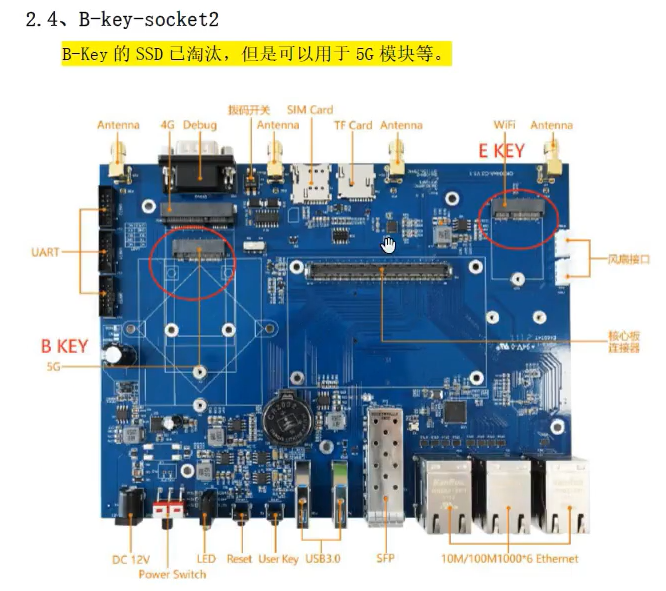 2.4、B-key-socket2
B-Key 的 SSD 已淘汰，但是可以用于 5G 模块等。
Antenna
4G
Debug
拨码开关
Antenna
SIM Card
TF Card
Antenna
WiFi
Antenna
E KEY
UART
风扇接口
B KEY
5G
核心板
连接器
DC 12V
Power Switch
LED
Reset
User Key
USB3.0
SFP
10M/100M1000*6 Ethernet